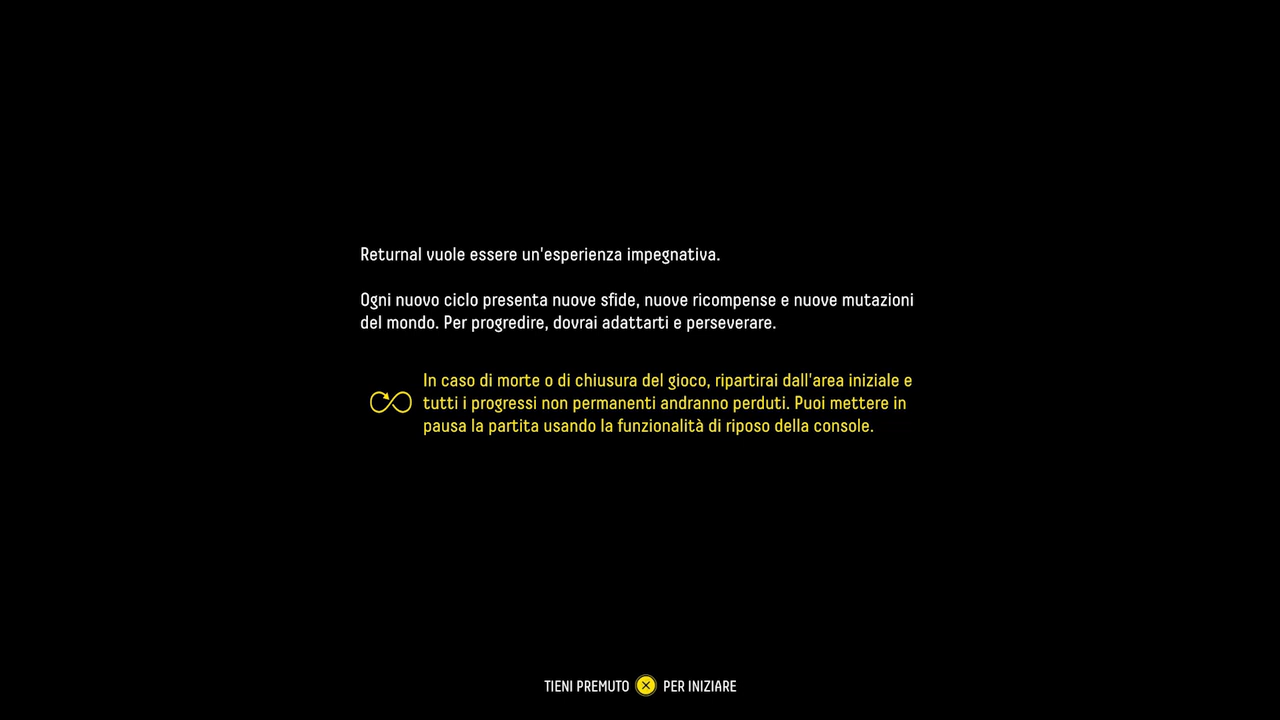 Returnal vuole essere un'esperienza impegnativa.
Ogni nuovo ciclo presenta nuove sfide, nuove ricompense e nuove mutazioni
del mondo. Per progredire, dovrai adattarti e perseverare.
In caso di morte o di chiusura del gioco, ripartirai dall'area iniziale e
tutti i progressi non permanenti andranno perduti. Puoi mettere in
pausa la partita usando la funzionalità di riposo della console.
TIENI PREMUTO ✕ PER INIZIARE